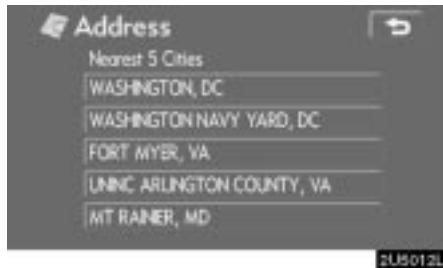 Address
Nearest 5 Cities
WASHINGTON, DC
WASHINGTON NAVY YARD, DC
FORT MYER, VA
UNINC ARLINGTON COUNTY, VA
MT RAINIER, MD
2U5012L